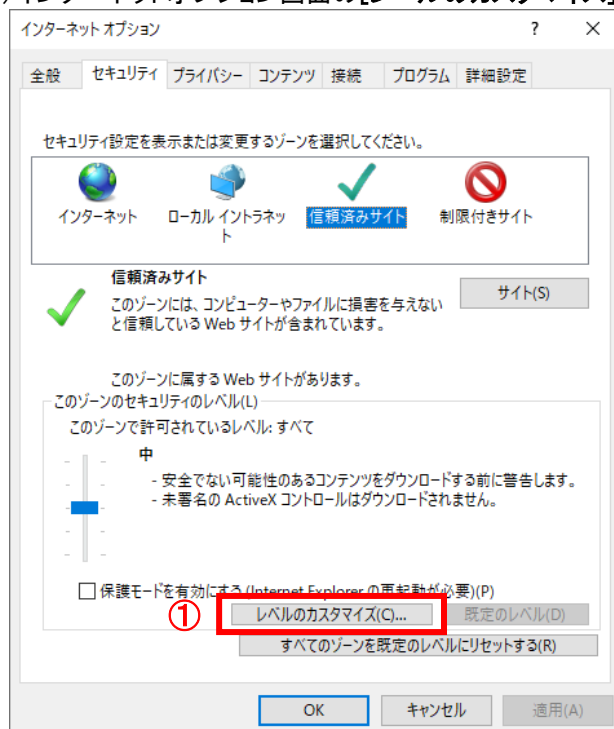 インターネット オプション ? ×
全般 セキュリティ プライバシー コンテンツ 接続 プログラム 詳細設定
セキュリティ設定を表示または変更するゾーンを選択してください。
インターネット ローカル イントラネット 信頼済みサイト 制限付きサイト
信頼済みサイト
このゾーンには、コンピューターやファイルに損害を与えない
と信頼している Web サイトが含まれています。
サイト(S)
このゾーンに属する Web サイトがあります。
このゾーンのセキュリティのレベル(L)
このゾーンで許可されているレベル: すべて
中
- 安全でない可能性のあるコンテンツをダウンロードする前に警告します。
- 未署名の ActiveX コントロールはダウンロードされません。
保護モードを有効にする (Internet Explorer の再起動が必要)(P)
① レベルのカスタマイズ(C)... 既定のレベル(D)
すべてのゾーンを既定のレベルにリセットする(R)
OK キャンセル 適用(A)